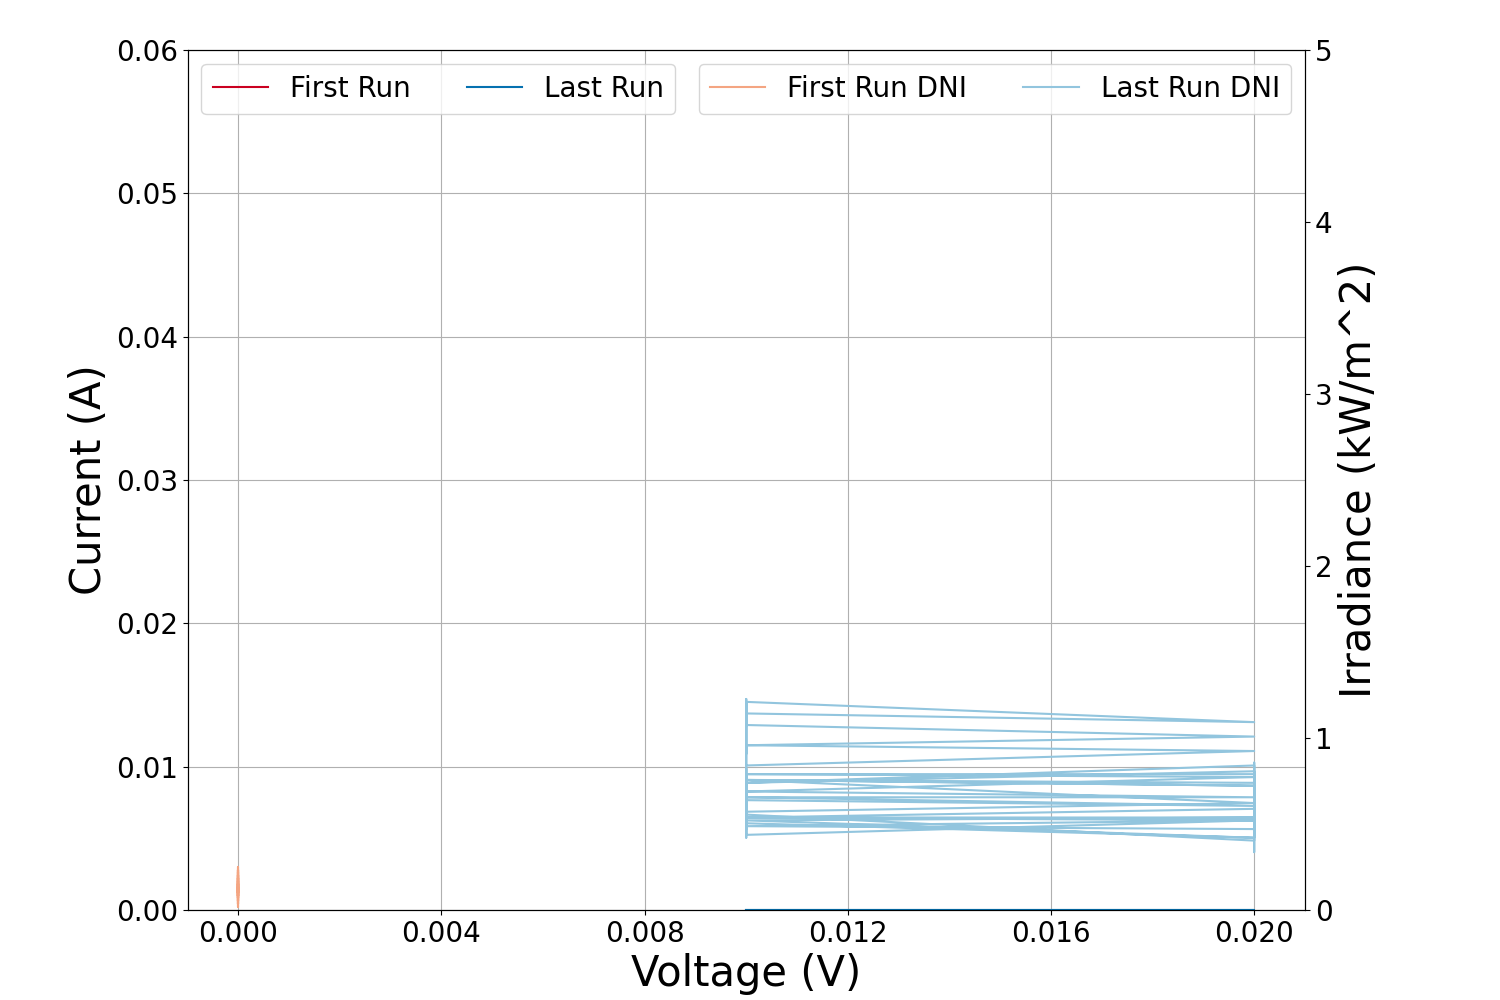 First Run
Last Run
First Run DNI
Last Run DNI
0.06
0.05
0.04
0.03
0.02
0.01
0.00
Current (A)
5
4
3
2
1
0
Irradiance (kW/m^2)
0.000 0.004 0.008 0.012 0.016 0.020
Voltage (V)